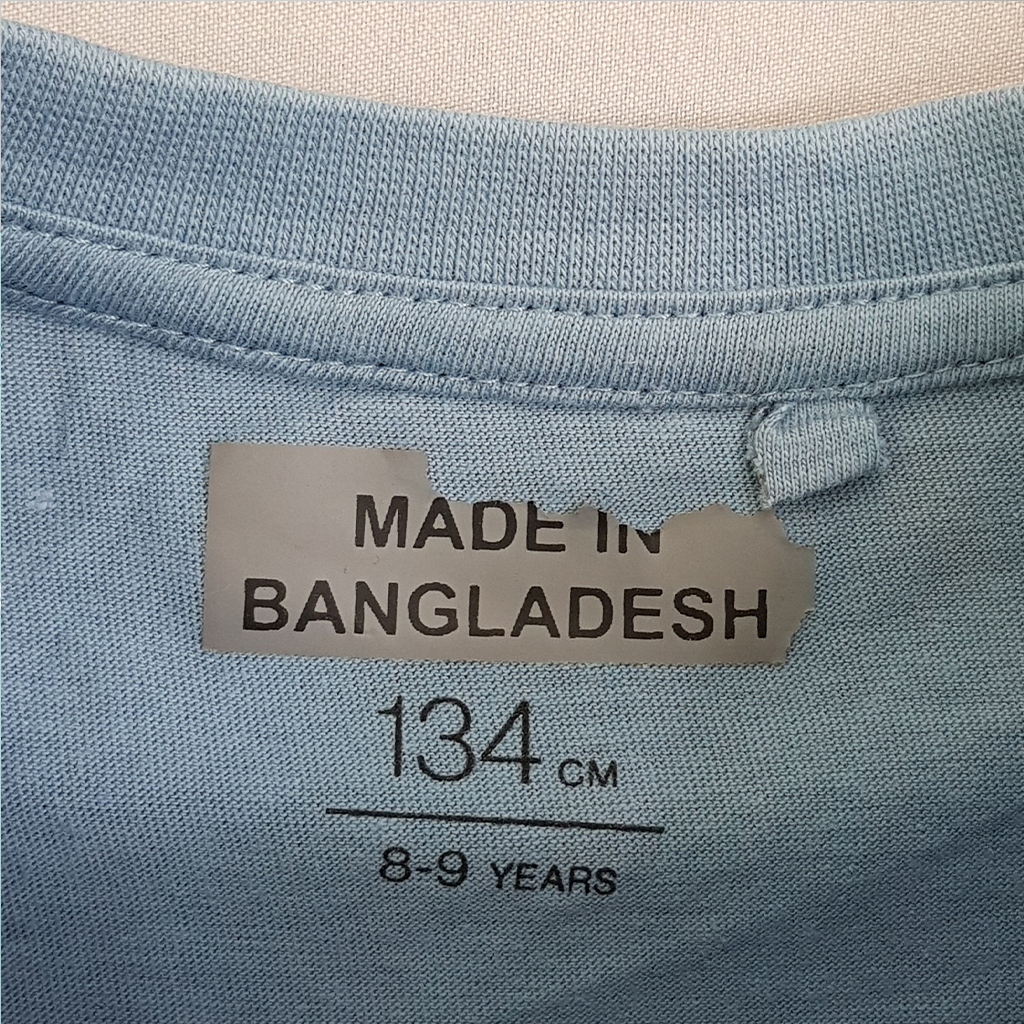 MADE IN
BANGLADESH
134 CM
8-9 YEARS